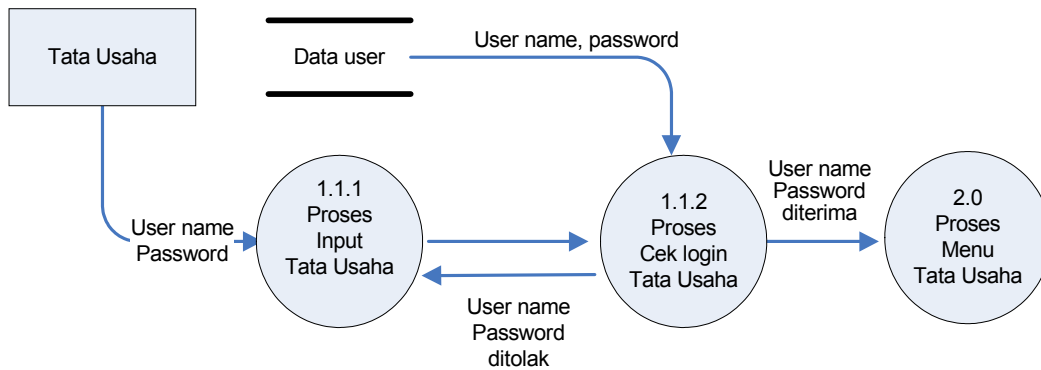 Tata Usaha
Data user
User name, password
User name
Password
1.1.1
Proses
Input
Tata Usaha
User name
Password
ditolak
1.1.2
Proses
Cek login
Tata Usaha
User name
Password
diterima
2.0
Proses
Menu
Tata Usaha